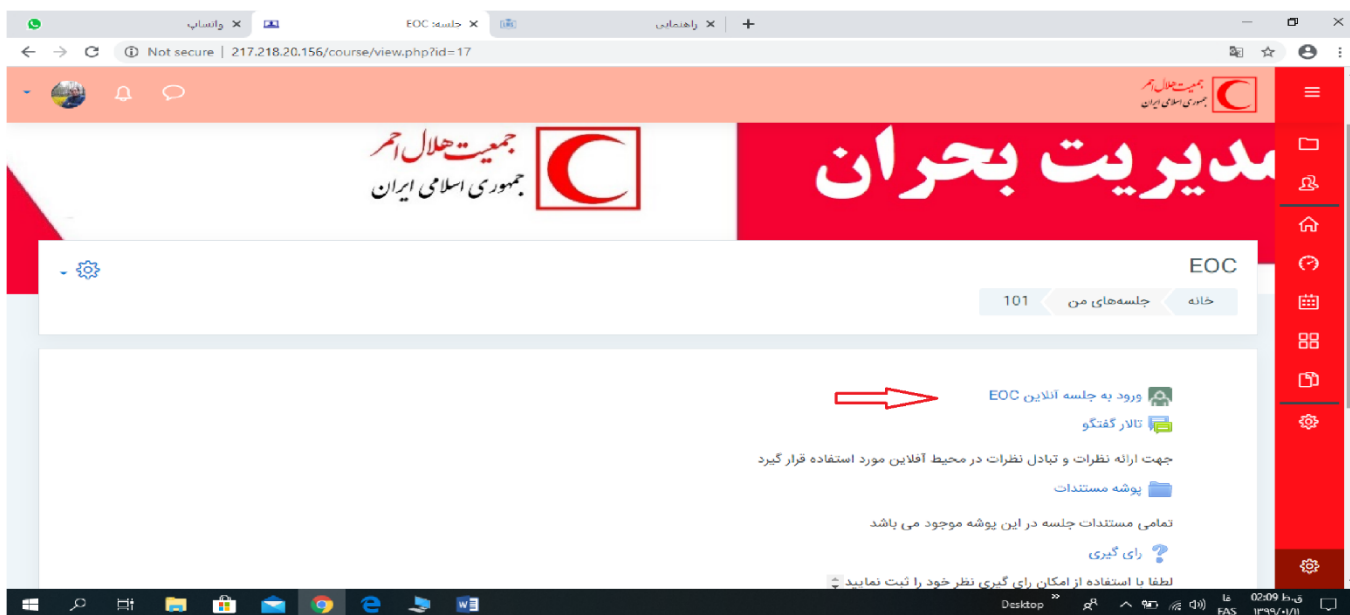 واتساپ
جلسه: EOC
راهنمایی
Not secure | 217.218.20.156/course/view.php?id=17
جمعیت هلال احمر
جمهوری اسلامی ایران
مدیریت بحران
جمعیت هلال احمر
جمهوری اسلامی ایران
EOC
خانه
جلسه‌های من
101
ورود به جلسه آنلاین EOC
تالار گفتگو
جهت ارائه نظرات و تبادل نظرات در محیط آفلاین مورد استفاده قرار گیرد
پوشه مستندات
تمامی مستندات جلسه در این پوشه موجود می باشد
رای گیری
لطفا با استفاده از امکان رای گیری نظر خود را ثبت نمایید
Desktop
فا
FAS
02:09 ق.ظ
۱۳۹۹/۰۱/۱۱